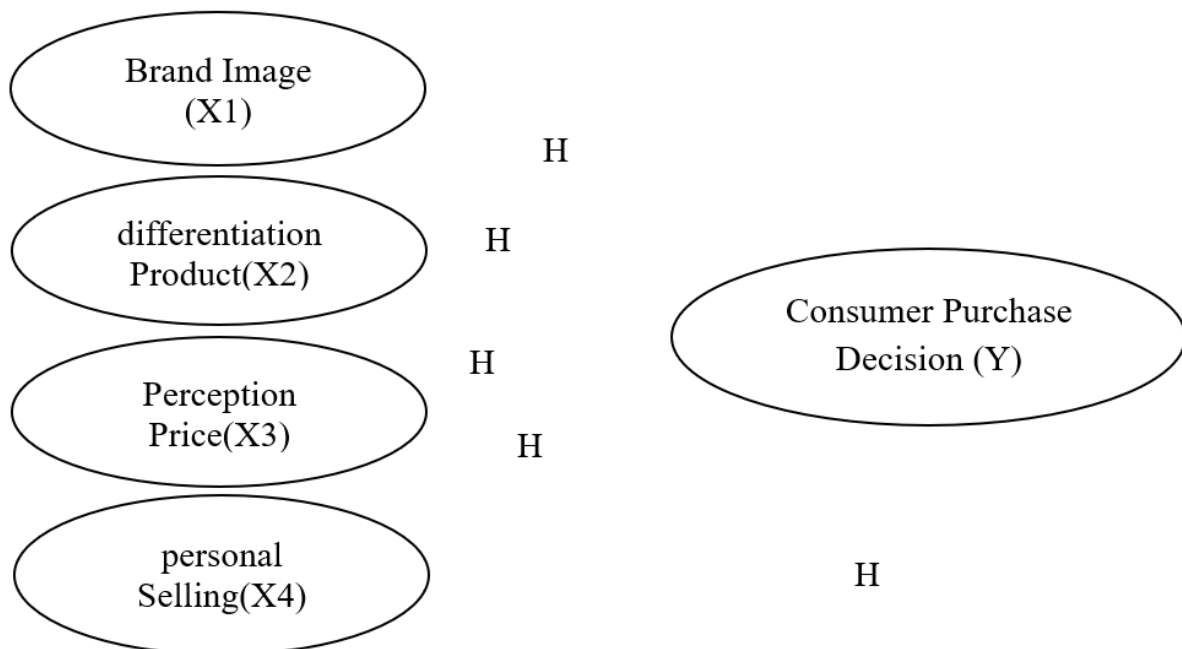 Brand Image
(X1)
H
differentiation
Product(X2)
H
Consumer Purchase
Decision (Y)
H
Perception
Price(X3)
H
personal
Selling(X4)
H